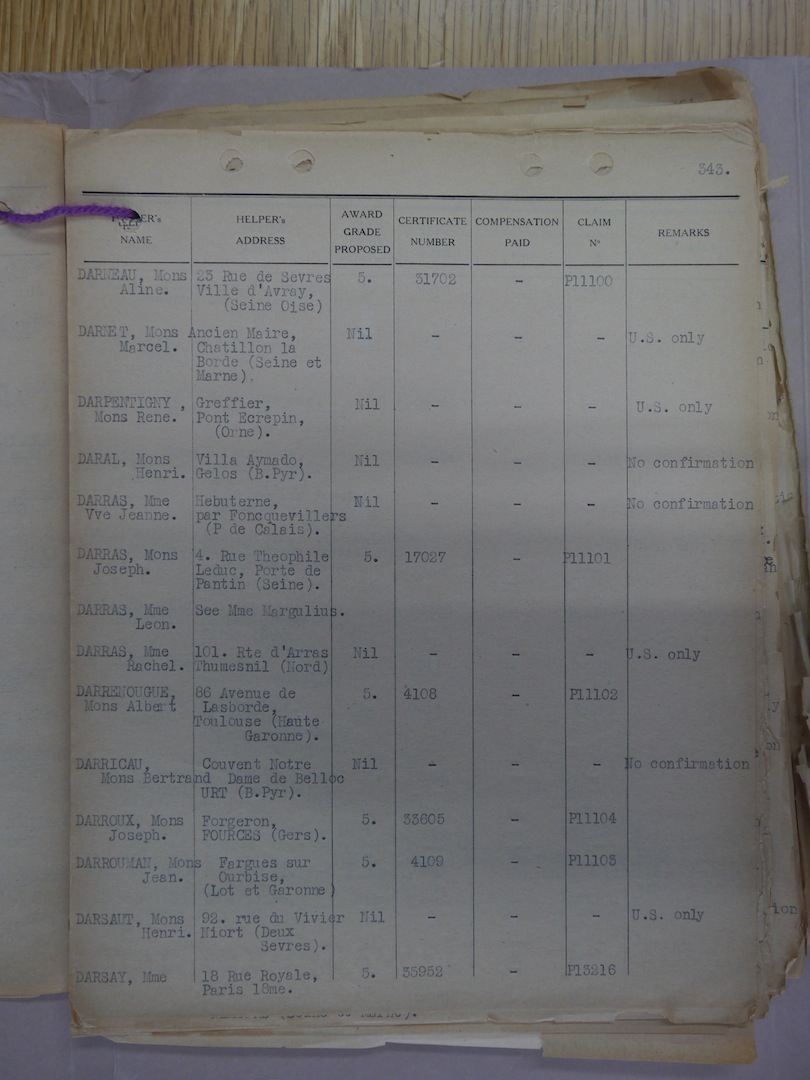 343.
HELPER's NAME
HELPER's ADDRESS
AWARD GRADE PROPOSED
CERTIFICATE NUMBER
COMPENSATION PAID
CLAIM Nº
REMARKS
DARNEAU, Mons 23 Rue de Sevres 5. 31702 - P11100
Aline. Ville d'Avray,
(Seine Oise)
DARNET, Mons Ancien Maire, Nil - - - U.S. only
Marcel. Chatillon la
Borde (Seine et
Marne).
DARPENTIGNY, Greffier, Nil - - - U.S. only
Mons Rene. Pont Ecrepin,
(Orne).
DARAL, Mons Villa Aymado, Nil - - - No confirmation
Henri. Gelos (B.Pyr).
DARRAS, Mme Hebuterne, Nil - - - No confirmation
Vve Jeanne. par Foncquevillers
(P de Calais).
DARRAS, Mons 4. Rue Theophile 5. 17027 - P11101
Joseph. Leduc, Porte de
Pantin (Seine).
DARRAS, Mme See Mme Margulius.
Leon.
DARRAS, Mme 101. Rte d'Arras Nil - - - U.S. only
Rachel. Thumesnil (Nord)
DARRENOUGUE, 86 Avenue de 5. 4108 - P11102
Mons Albert Lasborde,
Toulouse (Haute
Garonne).
DARRICAU, Couvent Notre Nil - - - No confirmation
Mons Bertrand Dame de Belloc
URT (B.Pyr).
DARROUX, Mons Forgeron, 5. 33605 - P11104
Joseph. FOURCES (Gers).
DARROUMAN, Mons Fargues sur 5. 4109 - P11103
Jean. Ourbise,
(Lot et Garonne)
DARSAUT, Mons 92. rue du Vivier Nil - - - U.S. only
Henri. Niort (Deux
Sevres).
DARSAY, Mme 18 Rue Royale, 5. 35952 - P13216
Paris 18me.